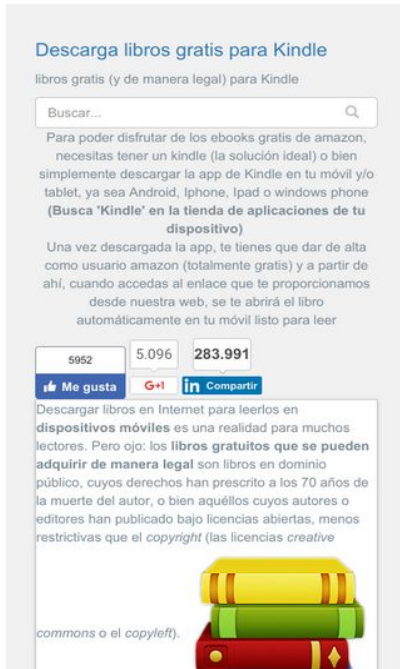 Descarga libros gratis para Kindle
libros gratis (y de manera legal) para Kindle
Buscar...
Para poder disfrutar de los ebooks gratis de amazon,
necesitas tener un kindle (la solución ideal) o bien
simplemente descargar la app de Kindle en tu móvil y/o
tablet, ya sea Android, Iphone, Ipad o windows phone
(Busca 'Kindle' en la tienda de aplicaciones de tu
dispositivo)
Una vez descargada la app, te tienes que dar de alta
como usuario amazon (totalmente gratis) y a partir de
ahí, cuando accedas al enlace que te proporcionamos
desde nuestra web, se te abrirá el libro
automáticamente en tu móvil listo para leer
5952 5.096 283.991
Me gusta G+1 in Compartir
Descargar libros en Internet para leerlos en
dispositivos móviles es una realidad para muchos
lectores. Pero ojo: los libros gratuitos que se pueden
adquirir de manera legal son libros en dominio
público, cuyos derechos han prescrito a los 70 años de
la muerte del autor, o bien aquéllos cuyos autores o
editores han publicado bajo licencias abiertas, menos
restrictivas que el copyright (las licencias creative
commons o el copyleft).